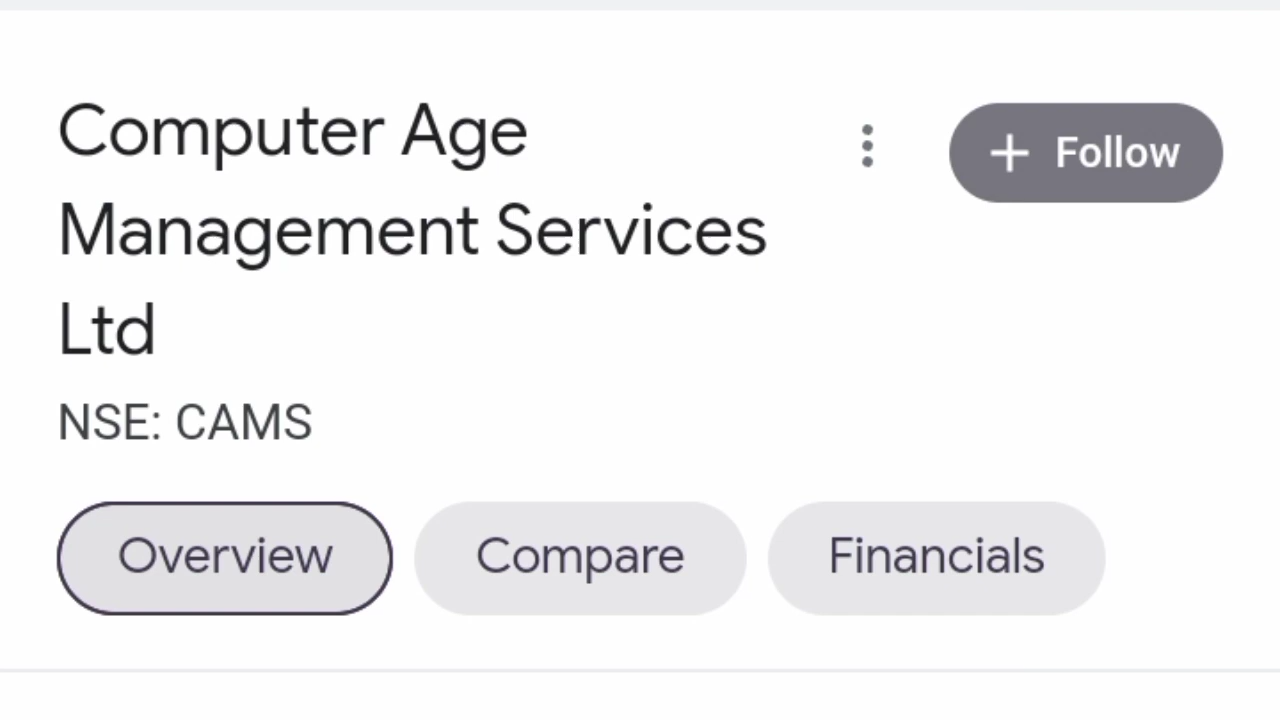 Computer Age
Management Services
Ltd
+ Follow
NSE: CAMS
Overview
Compare
Financials